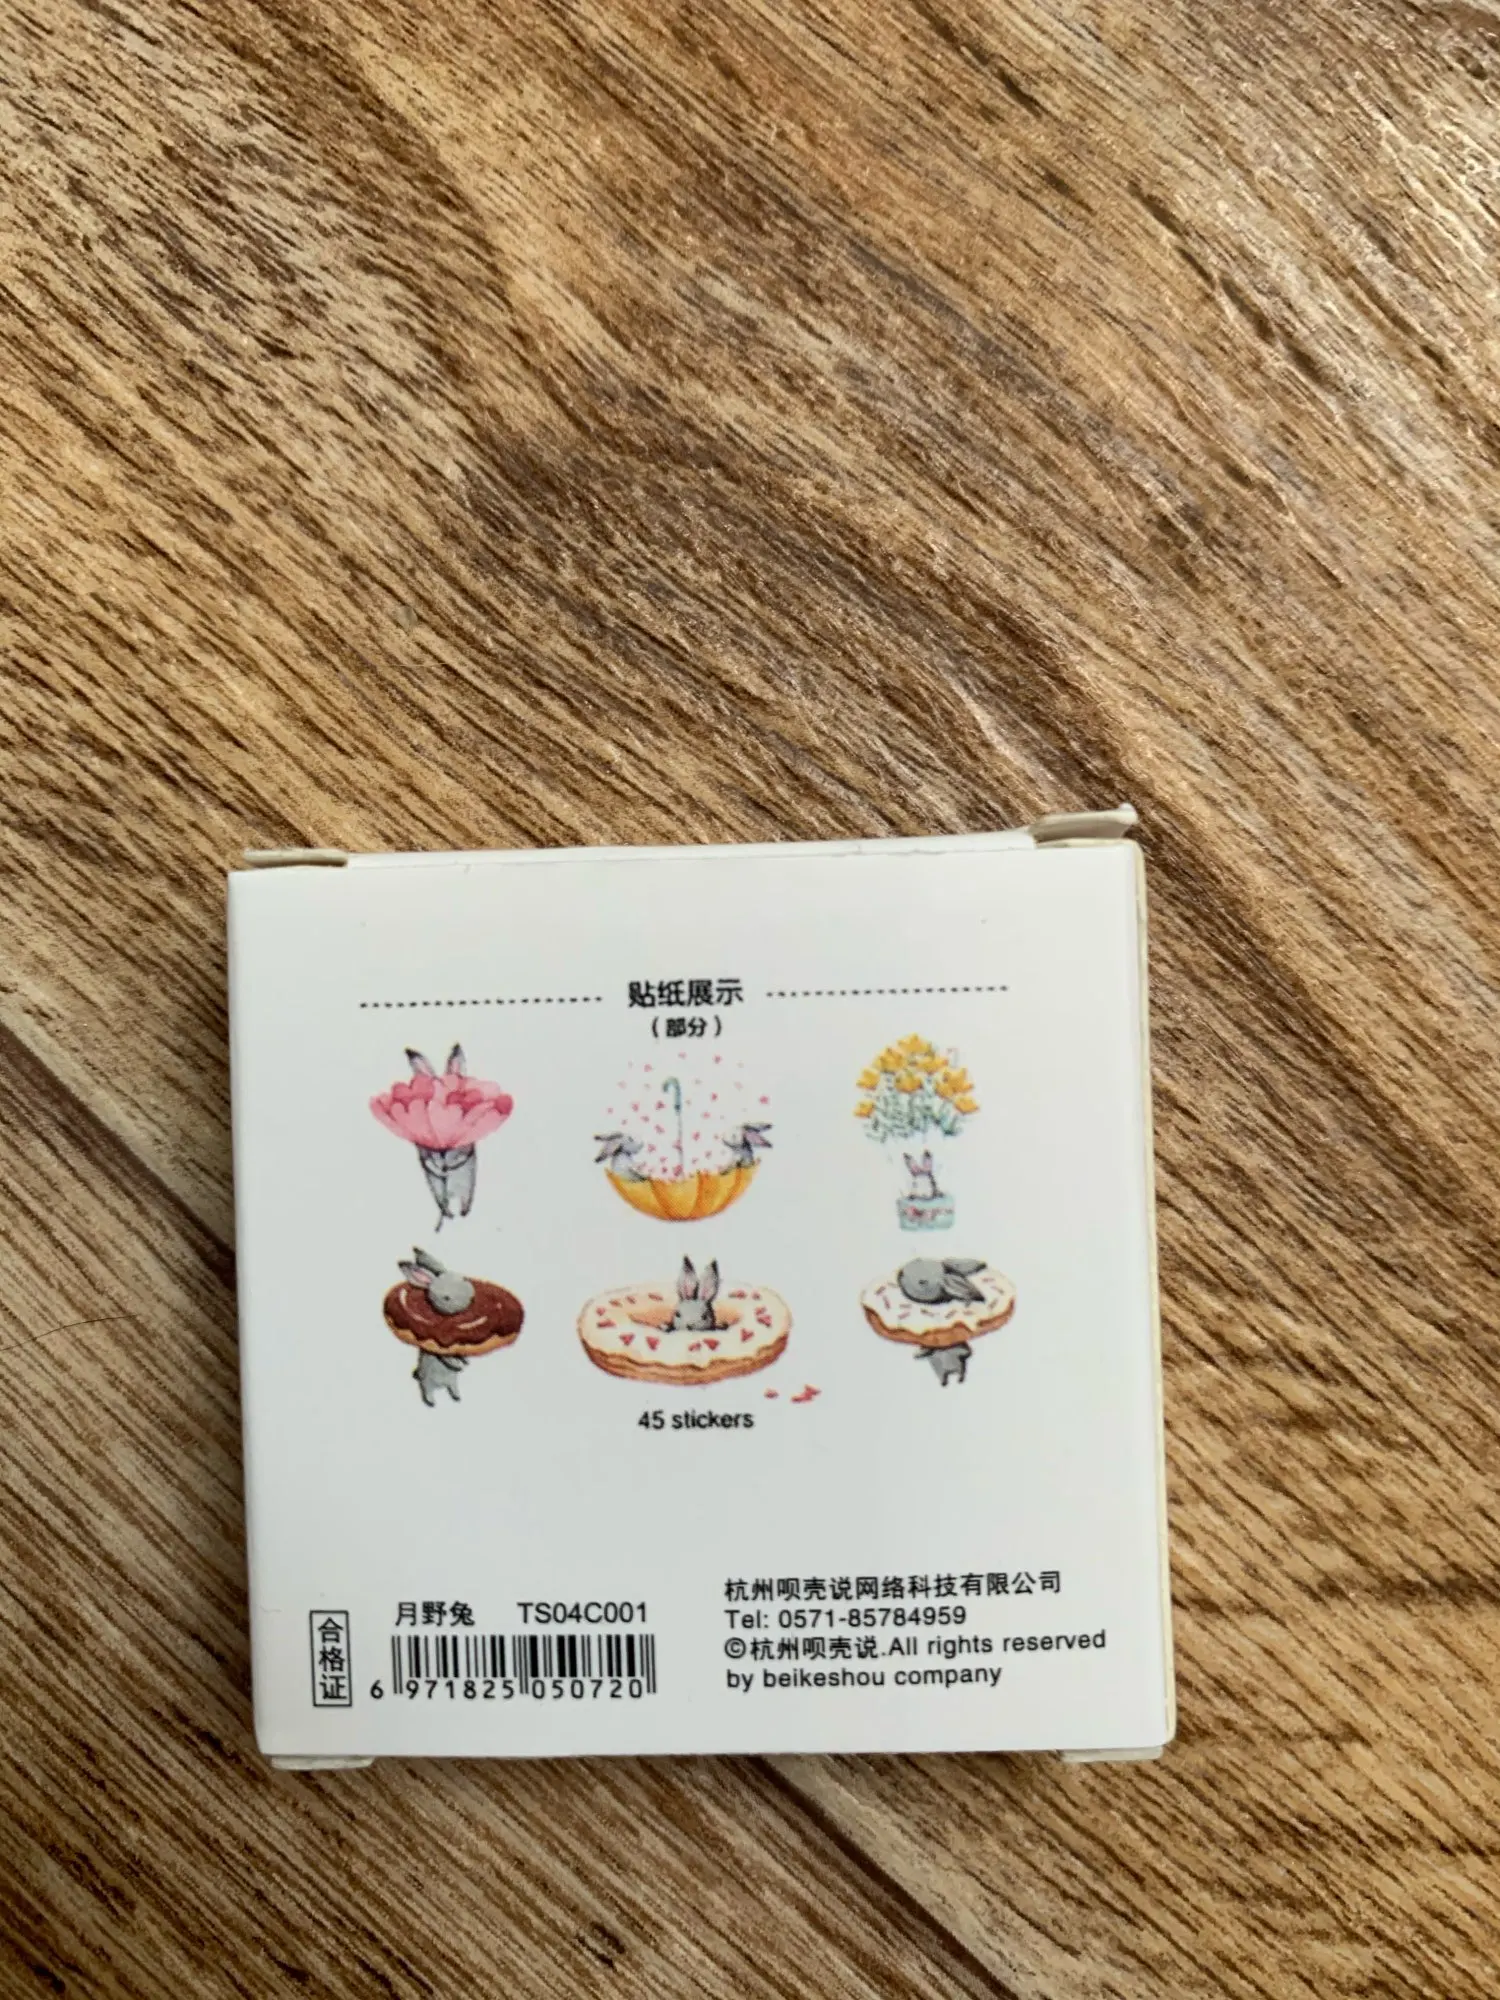 贴纸展示
（部分）
45 stickers
合格证
月野兔 TS04C001
6 971825 050720
杭州呗壳说网络科技有限公司
Tel: 0571-85784959
©杭州呗壳说.All rights reserved
by beikeshou company